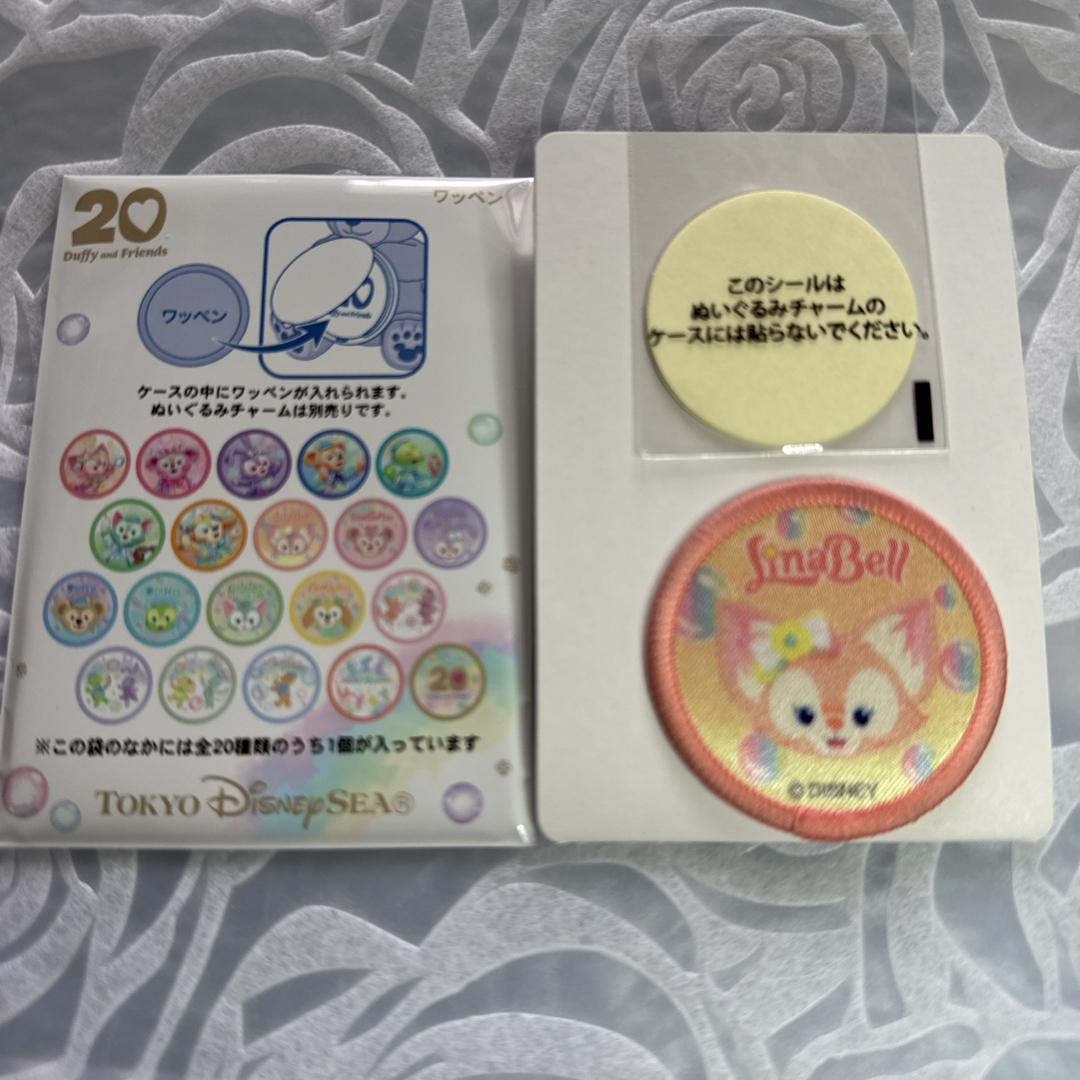 20
Duffy and Friends
ワッペン
ワッペン
ケースの中にワッペンが入れられます。
ぬいぐるみチャームは別売りです。
20
※この袋のなかには全20種類のうち1個が入っています
TOKYO DISNEYSEA®
このシールは
ぬいぐるみチャームの
ケースには貼らないでください。
LinaBell
© DISNEY